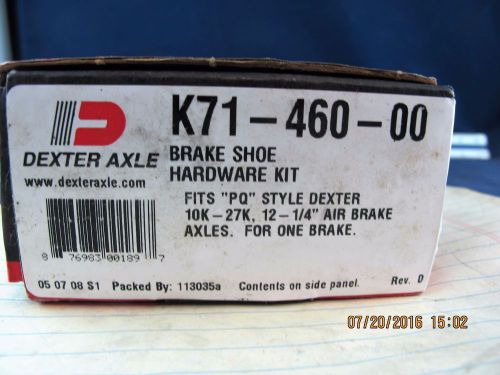 K71-460-00
DEXTER AXLE
www.dexteraxle.com
BRAKE SHOE
HARDWARE KIT
FITS "PQ" STYLE DEXTER
10K-27K, 12-1/4" AIR BRAKE
AXLES. FOR ONE BRAKE.
8 76983 00189 7
05 07 08 S1 Packed By: 113035a Contents on side panel. Rev. D
07/20/2016 15:02